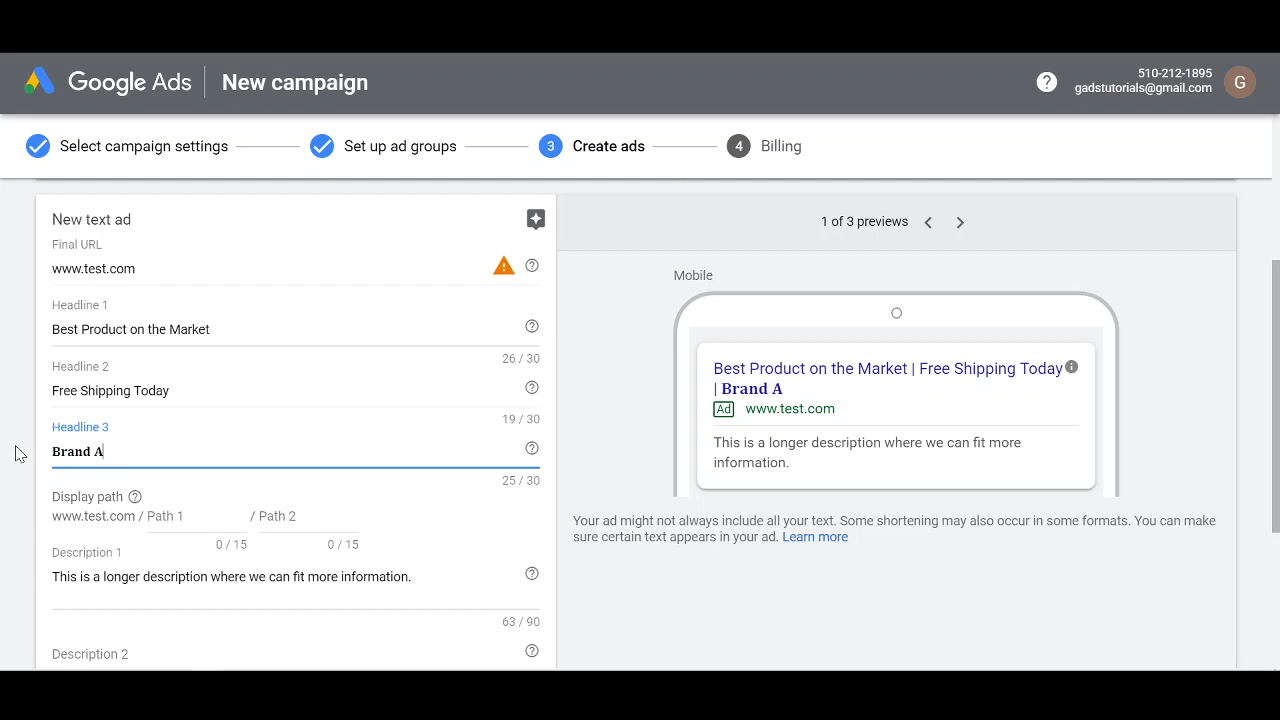 Google Ads New campaign
510-212-1895
gadstutorials@gmail.com
G
Select campaign settings
Set up ad groups
3 Create ads
4 Billing
New text ad
Final URL
www.test.com
Headline 1
Best Product on the Market
26 / 30
Headline 2
Free Shipping Today
19 / 30
Headline 3
Brand A
25 / 30
Display path
www.test.com / Path 1 / Path 2
0 / 15 0 / 15
Description 1
This is a longer description where we can fit more information.
63 / 90
Description 2
1 of 3 previews
Mobile
Best Product on the Market | Free Shipping Today
| Brand A
Ad www.test.com
This is a longer description where we can fit more
information.
Your ad might not always include all your text. Some shortening may also occur in some formats. You can make
sure certain text appears in your ad. Learn more